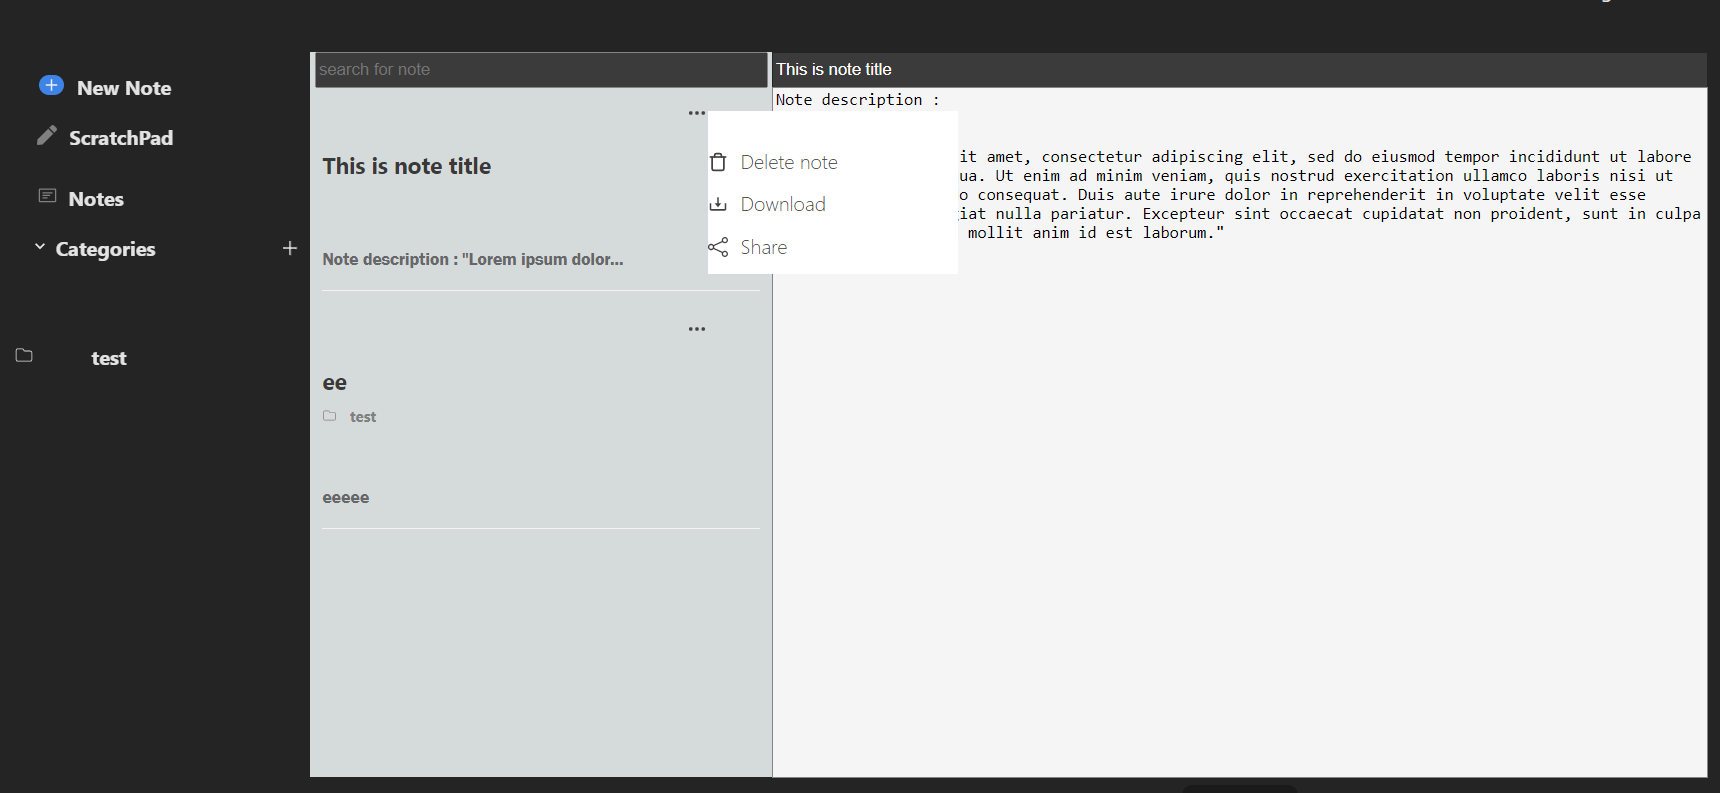 New Note
ScratchPad
Notes
Categories
test
search for note
This is note title
Note description : "Lorem ipsum dolor...
ee
test
eeeee
Delete note
Download
Share
This is note title
Note description :
it amet, consectetur adipiscing elit, sed do eiusmod tempor incididunt ut labore
ua. Ut enim ad minim veniam, quis nostrud exercitation ullamco laboris nisi ut
o consequat. Duis aute irure dolor in reprehenderit in voluptate velit esse
iat nulla pariatur. Excepteur sint occaecat cupidatat non proident, sunt in culpa
mollit anim id est laborum."